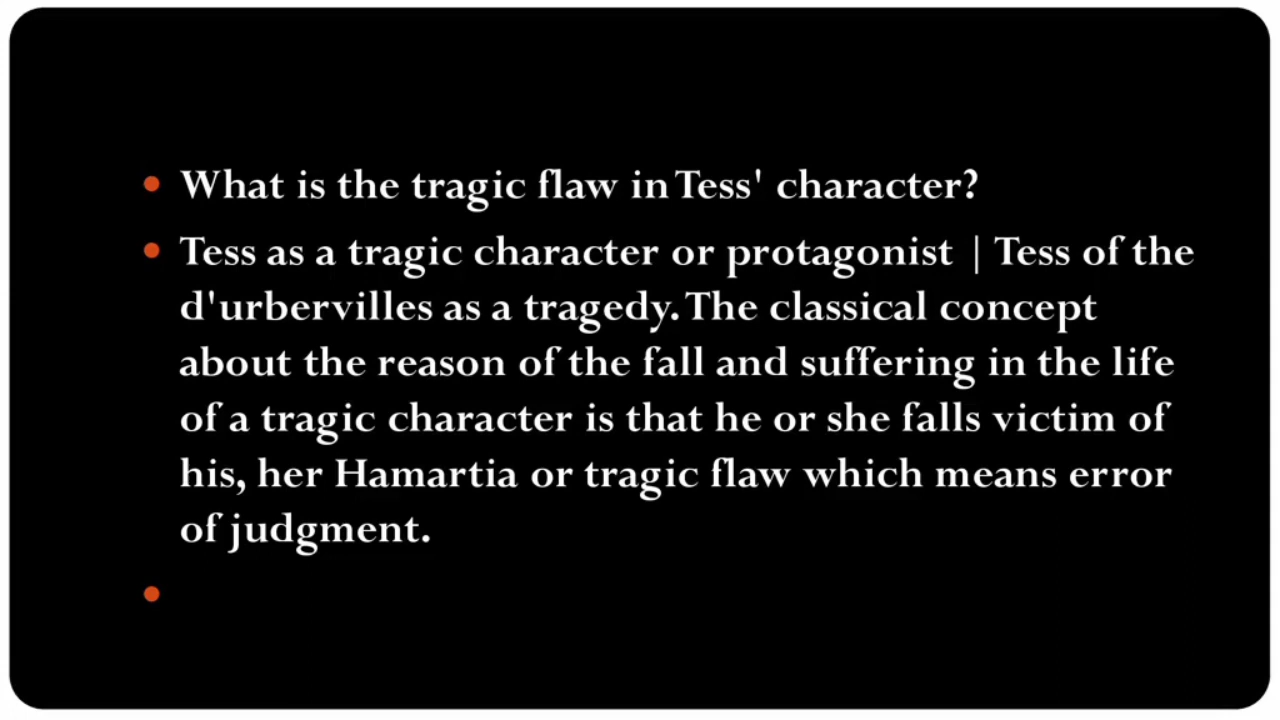 What is the tragic flaw in Tess' character?
Tess as a tragic character or protagonist | Tess of the
d'urbervilles as a tragedy. The classical concept
about the reason of the fall and suffering in the life
of a tragic character is that he or she falls victim of
his, her Hamartia or tragic flaw which means error
of judgment.